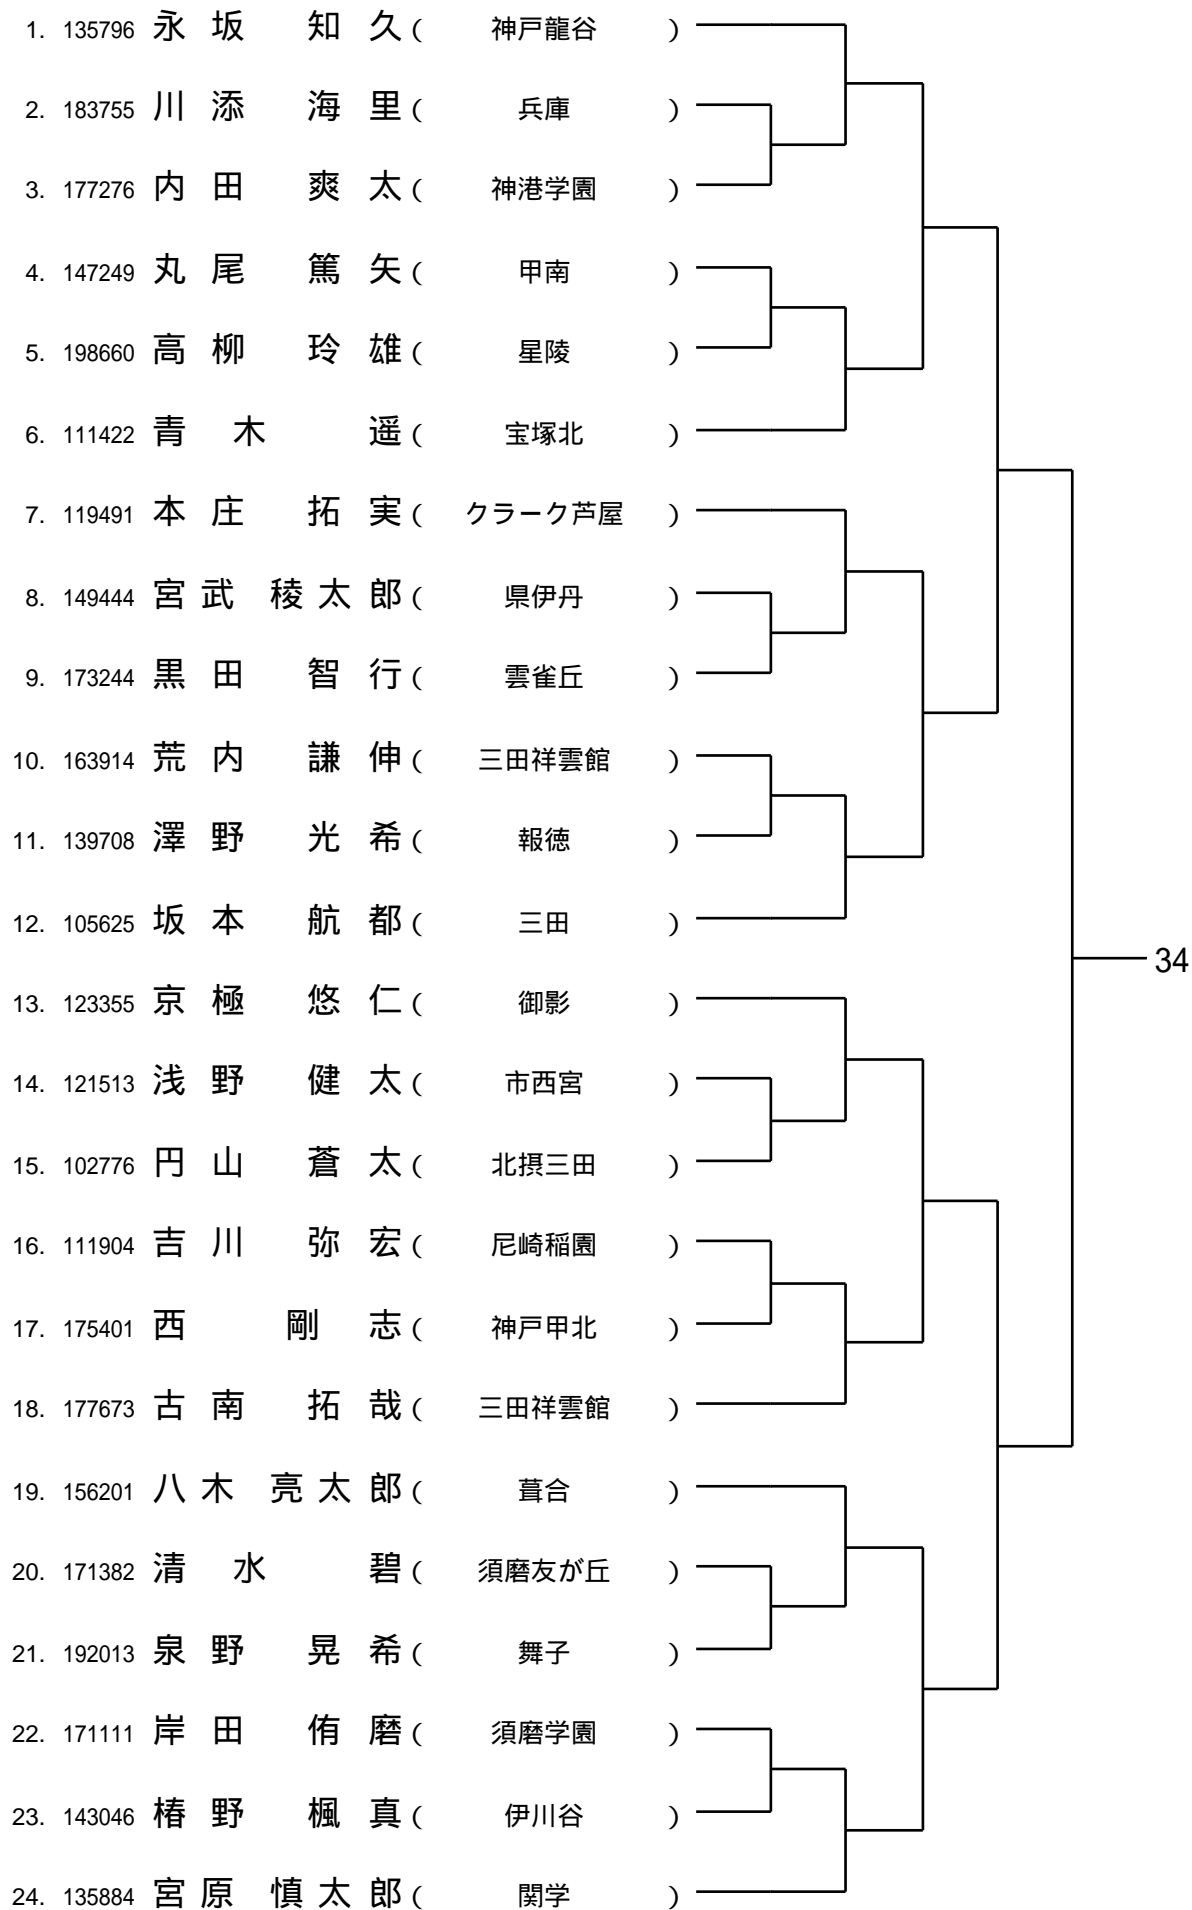 1. 135796 永坂 知久 ( 神戸龍谷 )
2. 183755 川添 海里 ( 兵庫 )
3. 177276 内田 爽太 ( 神港学園 )
4. 147249 丸尾 篤矢 ( 甲南 )
5. 198660 高柳 玲雄 ( 星陵 )
6. 111422 青木 遥 ( 宝塚北 )
7. 119491 本庄 拓実 ( クラーク芦屋 )
8. 149444 宮武 稜太郎 ( 県伊丹 )
9. 173244 黒田 智行 ( 雲雀丘 )
10. 163914 荒内 謙伸 ( 三田祥雲館 )
11. 139708 澤野 光希 ( 報徳 )
12. 105625 坂本 航都 ( 三田 )
34
13. 123355 京極 悠仁 ( 御影 )
14. 121513 浅野 健太 ( 市西宮 )
15. 102776 円山 蒼太 ( 北摂三田 )
16. 111904 吉川 弥宏 ( 尼崎稲園 )
17. 175401 西 剛志 ( 神戸甲北 )
18. 177673 古南 拓哉 ( 三田祥雲館 )
19. 156201 八木 亮太郎 ( 葺合 )
20. 171382 清水 碧 ( 須磨友が丘 )
21. 192013 泉野 晃希 ( 舞子 )
22. 171111 岸田 侑磨 ( 須磨学園 )
23. 143046 椿野 楓真 ( 伊川谷 )
24. 135884 宮原 慎太郎 ( 関学 )